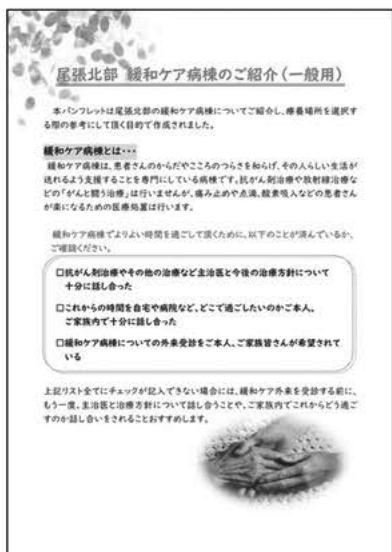 尾張北部 緩和ケア病棟のご紹介（一般用）
本パンフレットは尾張北部の緩和ケア病棟についてご紹介し、療養場所を選択す
る際の参考にして頂く目的で作成されました。
緩和ケア病棟とは・・・
緩和ケア病棟は、患者さんのからだやこころのつらさを和らげ、その人らしい生活が
送れるよう支援することを専門にしている病棟です。抗がん剤治療や放射線治療な
どの「がんと闘う治療」は行いませんが、痛み止めや点滴、酸素吸入などの患者さん
が楽になるための医療処置は行います。
緩和ケア病棟でよりよい時間を過ごして頂くために、以下のことが済んでいるか、
ご確認ください。
□抗がん剤治療やその他の治療など主治医と今後の治療方針について
十分に話し合った
□これからの時間を自宅や病院など、どこで過ごしたいのかご本人、
ご家族内で十分に話し合った
□緩和ケア病棟についての外来受診をご本人、ご家族皆さんが希望されて
いる
上記リスト全てにチェックが記入できない場合には、緩和ケア外来を受診する前に、
もう一度、主治医と治療方針について話し合うことや、ご家族内でこれからどう過ご
すのか話し合いをされることおすすめします。